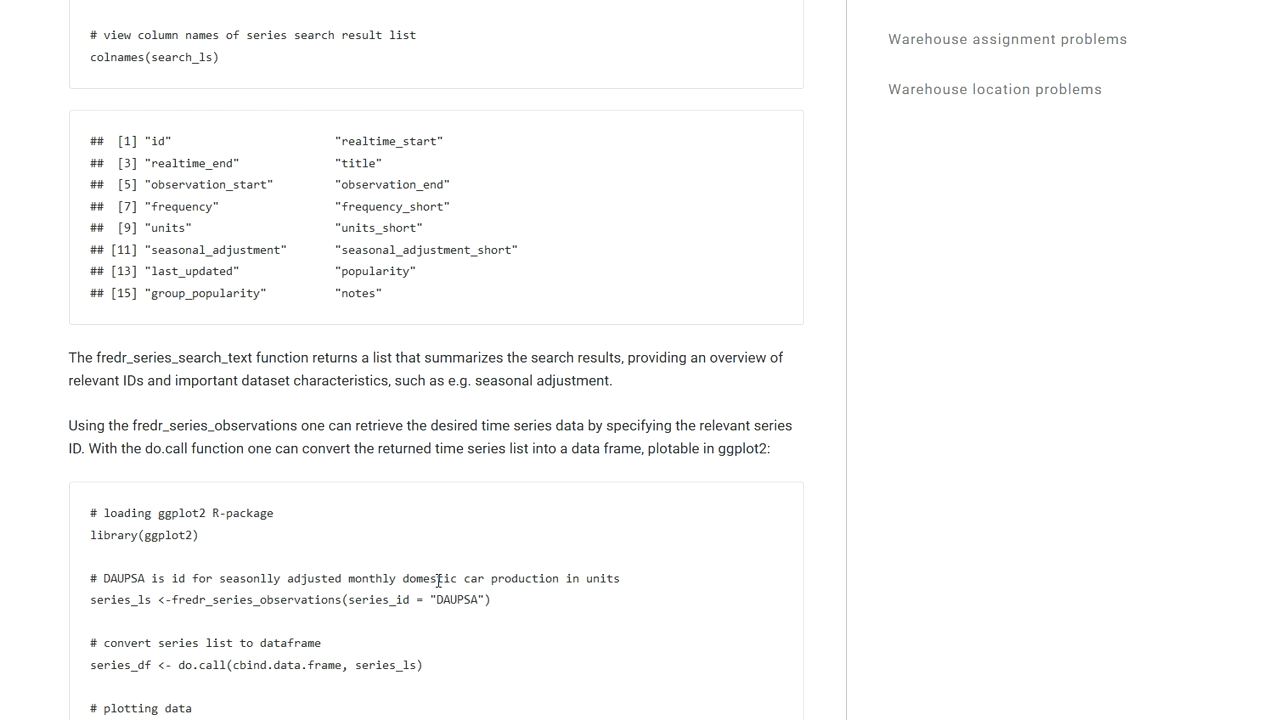 # view column names of series search result list
colnames(search_ls)
##  [1] "id"                        "realtime_start"
##  [3] "realtime_end"              "title"
##  [5] "observation_start"         "observation_end"
##  [7] "frequency"                 "frequency_short"
##  [9] "units"                     "units_short"
## [11] "seasonal_adjustment"       "seasonal_adjustment_short"
## [13] "last_updated"              "popularity"
## [15] "group_popularity"          "notes"
The fredr_series_search_text function returns a list that summarizes the search results, providing an overview of
relevant IDs and important dataset characteristics, such as e.g. seasonal adjustment.
Using the fredr_series_observations one can retrieve the desired time series data by specifying the relevant series
ID. With the do.call function one can convert the returned time series list into a data frame, plotable in ggplot2:
# loading ggplot2 R-package
library(ggplot2)
# DAUPSA is id for seasonlly adjusted monthly domestic car production in units
series_ls <-fredr_series_observations(series_id = "DAUPSA")
# convert series list to dataframe
series_df <- do.call(cbind.data.frame, series_ls)
# plotting data
Warehouse assignment problems
Warehouse location problems